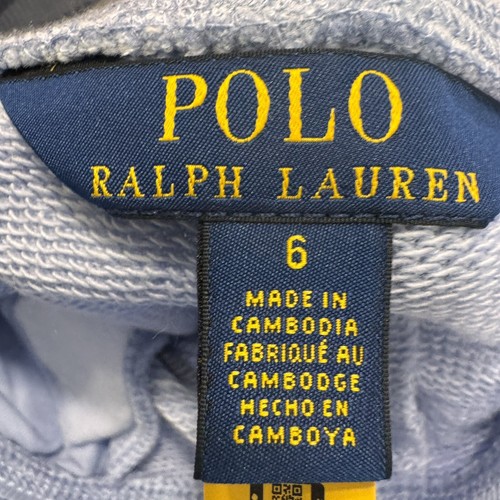 POLO
RALPH LAUREN
6
MADE IN
CAMBODIA
FABRIQUÉ AU
CAMBODGE
HECHO EN
CAMBOYA